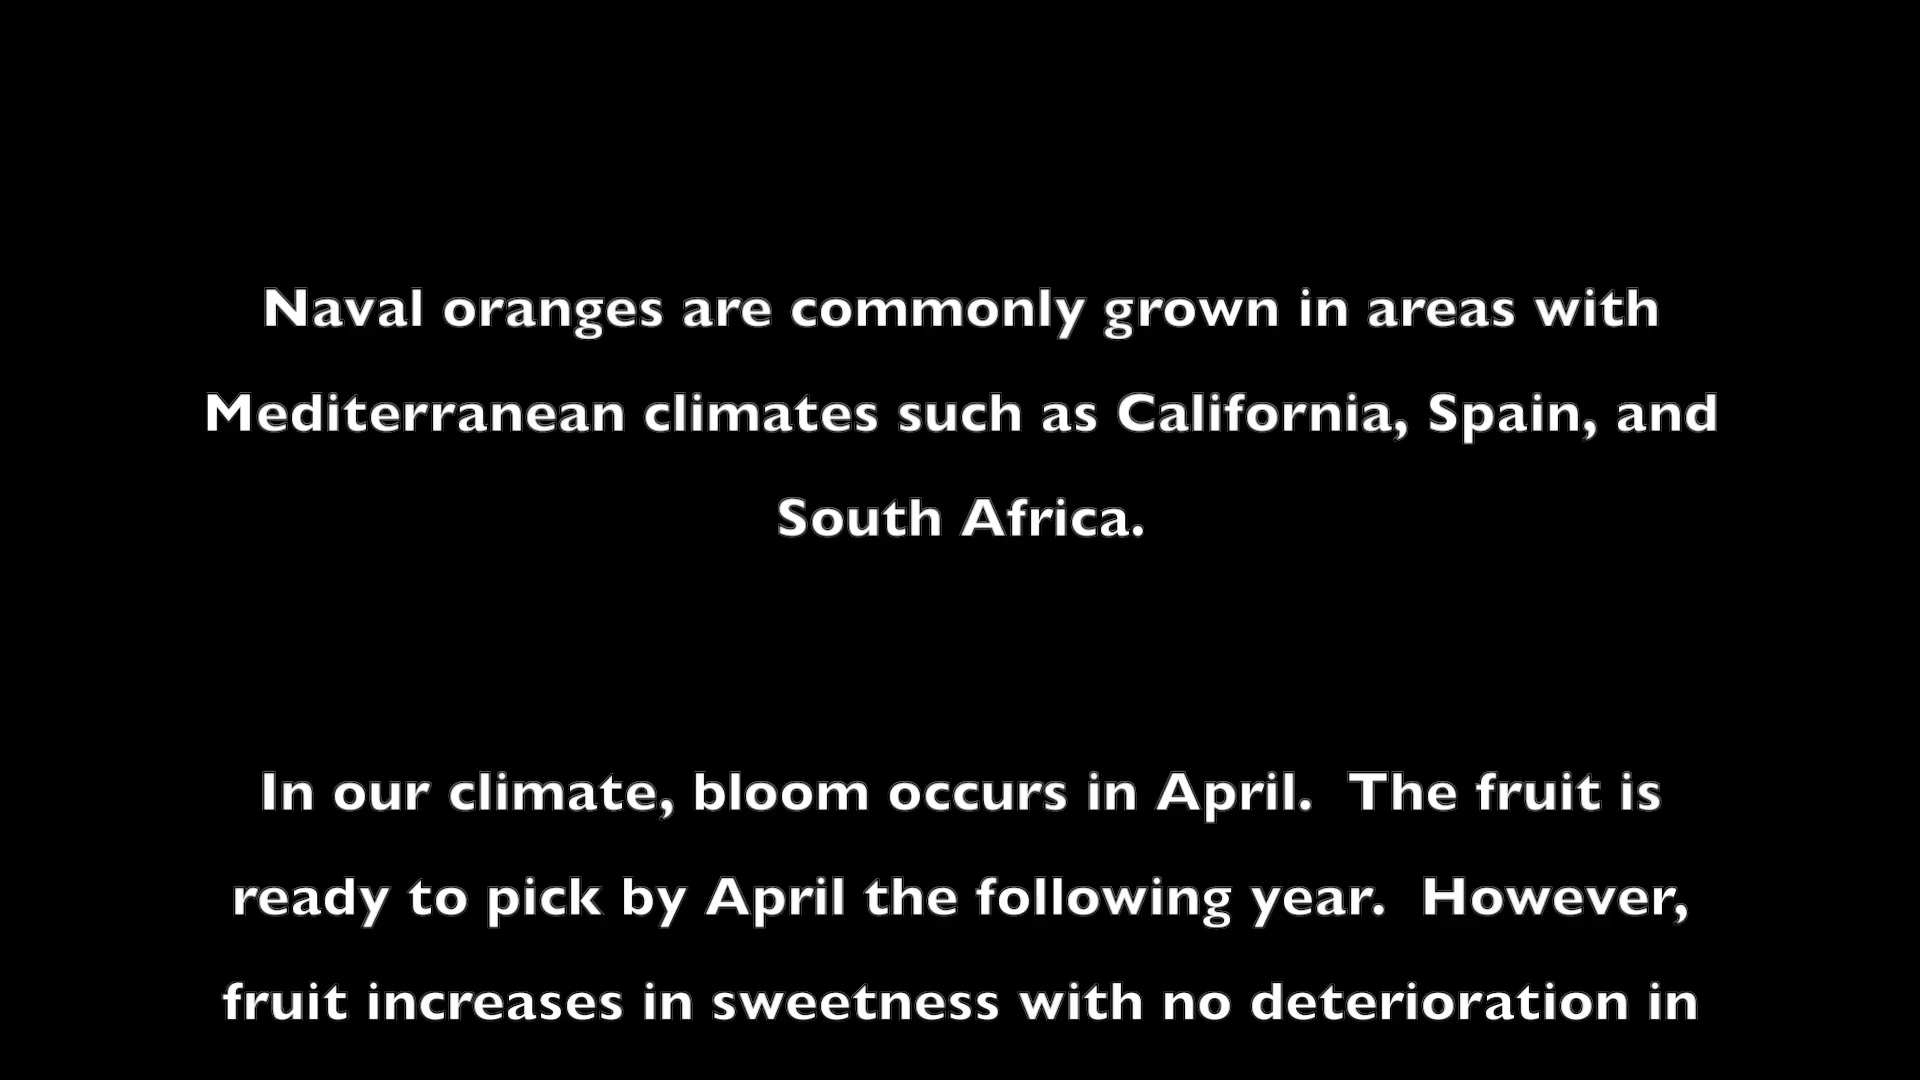 Naval oranges are commonly grown in areas with
Mediterranean climates such as California, Spain, and
South Africa.
In our climate, bloom occurs in April.  The fruit is
ready to pick by April the following year.  However,
fruit increases in sweetness with no deterioration in